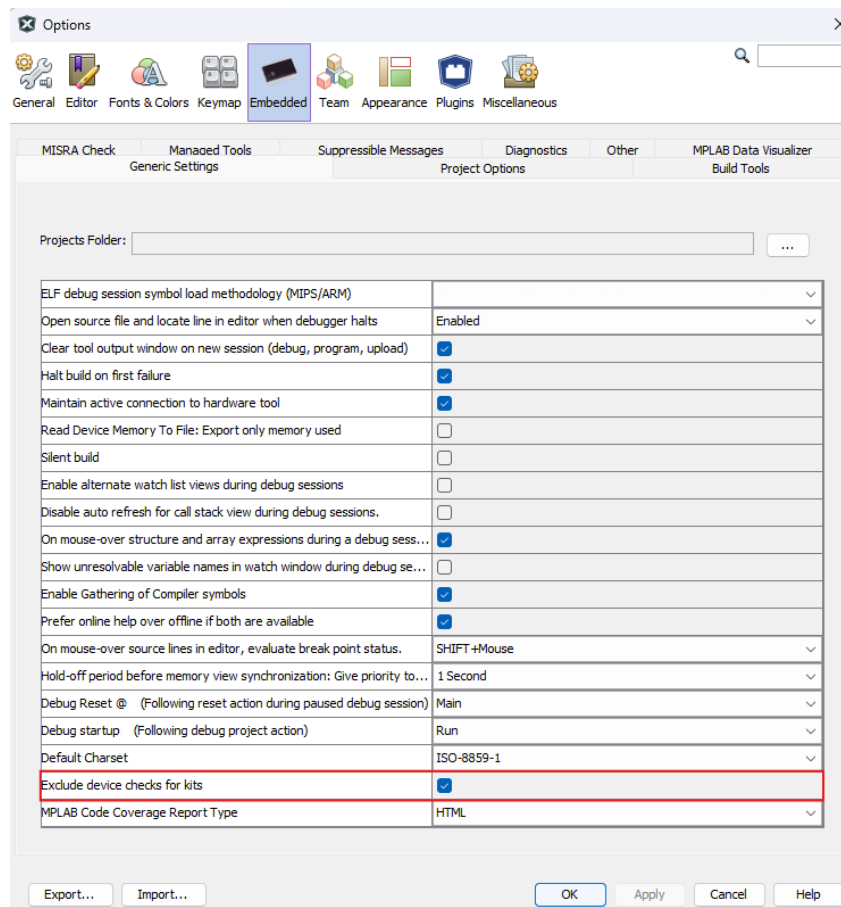 Options
General Editor Fonts & Colors Keymap Embedded Team Appearance Plugins Miscellaneous
MISRA Check Managed Tools Suppressible Messages Diagnostics Other MPLAB Data Visualizer
Generic Settings Project Options Build Tools
Projects Folder: ...
ELF debug session symbol load methodology (MIPS/ARM)
Open source file and locate line in editor when debugger halts Enabled
Clear tool output window on new session (debug, program, upload)
Halt build on first failure
Maintain active connection to hardware tool
Read Device Memory To File: Export only memory used
Silent build
Enable alternate watch list views during debug sessions
Disable auto refresh for call stack view during debug sessions.
On mouse-over structure and array expressions during a debug sess...
Show unresolvable variable names in watch window during debug se...
Enable Gathering of Compiler symbols
Prefer online help over offline if both are available
On mouse-over source lines in editor, evaluate break point status. SHIFT+Mouse
Hold-off period before memory view synchronization: Give priority to... 1 Second
Debug Reset @ (Following reset action during paused debug session) Main
Debug startup (Following debug project action) Run
Default Charset ISO-8859-1
Exclude device checks for kits
MPLAB Code Coverage Report Type HTML
Export... Import... OK Apply Cancel Help